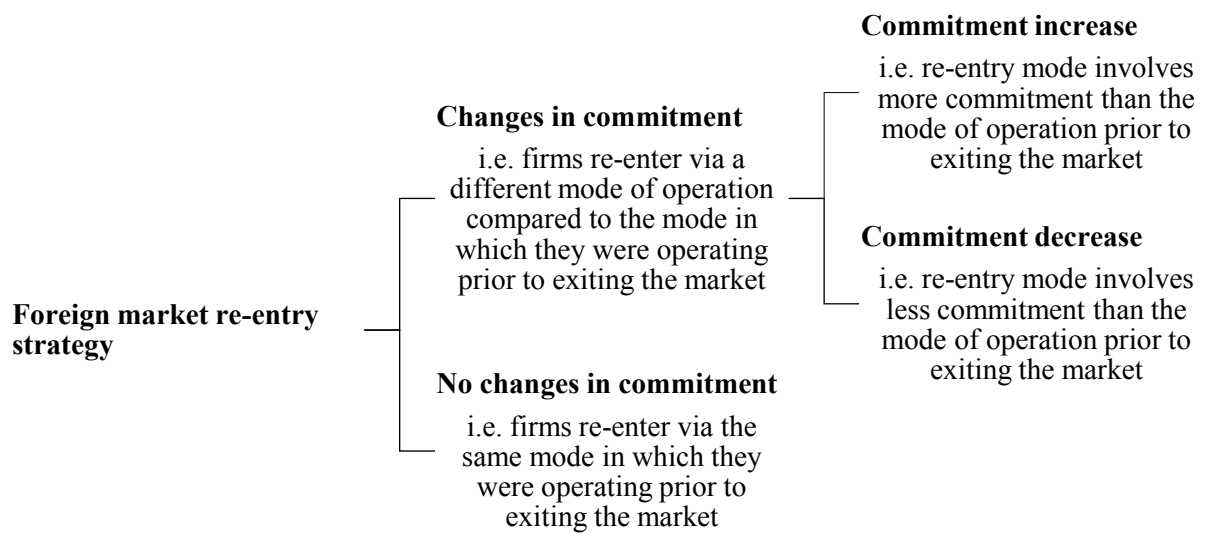 Foreign market re-entry
strategy
Changes in commitment
i.e. firms re-enter via a
different mode of operation
compared to the mode in
which they were operating
prior to exiting the market
No changes in commitment
i.e. firms re-enter via the
same mode in which they
were operating prior to
exiting the market
Commitment increase
i.e. re-entry mode involves
more commitment than the
mode of operation prior to
exiting the market
Commitment decrease
i.e. re-entry mode involves
less commitment than the
mode of operation prior to
exiting the market